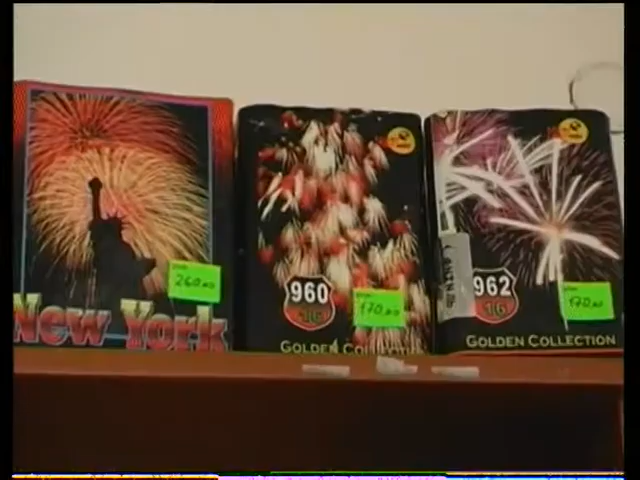 New York
260,00
960
16
170,00
GOLDEN COLLECTION
962
16
170,00
GOLDEN COLLECTION